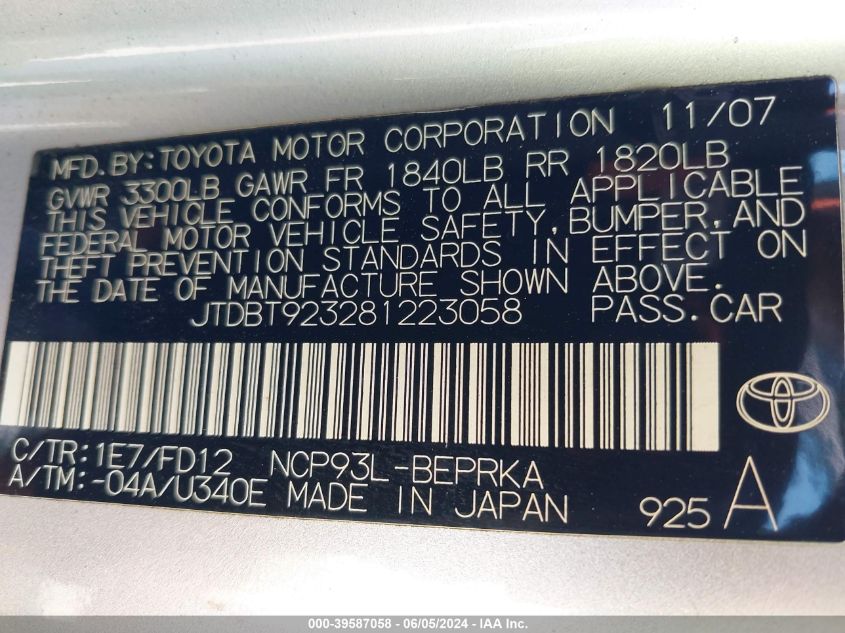 MFD. BY: TOYOTA MOTOR CORPORATION 11/07
GVWR 3300LB GAWR FR 1840LB RR 1820LB
THIS VEHICLE CONFORMS TO ALL APPLICABLE
FEDERAL MOTOR VEHICLE SAFETY, BUMPER, AND
THEFT PREVENTION STANDARDS IN EFFECT ON
THE DATE OF MANUFACTURE SHOWN ABOVE.
JTDBT923281223058 PASS. CAR
C/TR: 1E7/FD12 NCP93L-BEPRKA
A/TM: -04A/U340E MADE IN JAPAN 925 A
000-39587058 - 06/05/2024 - IAA Inc.